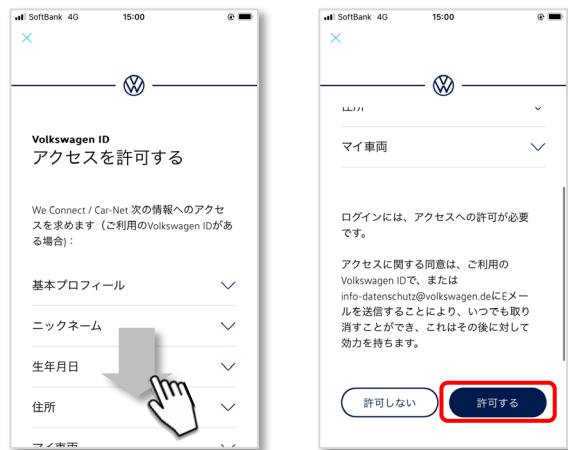 SoftBank 4G 15:00
Volkswagen ID
アクセスを許可する
We Connect / Car-Net 次の情報へのアクセ
スを求めます（ご利用のVolkswagen IDがあ
る場合)：
基本プロフィール
ニックネーム
生年月日
住所
マイ車両
SoftBank 4G 15:00
住所
マイ車両
ログインには、アクセスへの許可が必要
です。
アクセスに関する同意は、ご利用の
Volkswagen IDで、または
info-datenschutz@volkswagen.deにEメー
ルを送信することにより、いつでも取り
消すことができ、これはその後に対して
効力を持ちます。
許可しない 許可する